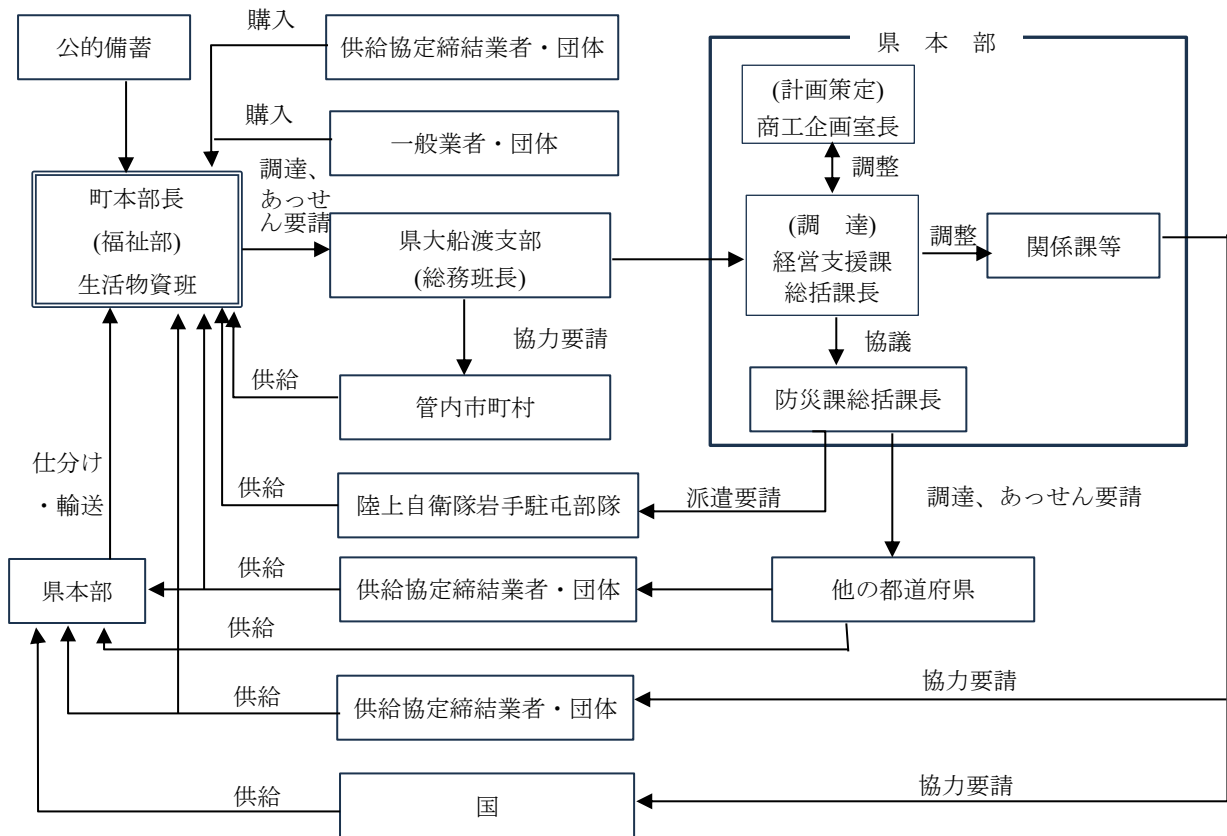 購入
公的備蓄
供給協定締結業者・団体
県　本　部
(計画策定)
商工企画室長
購入
一般業者・団体
調整
調達、
あっせ
ん要請
町本部長
(福祉部)
生活物資班
県大船渡支部
(総務班長)
(調　達)
経営支援課
総括課長
調整
関係課等
協力要請
協議
供給
管内市町村
防災課総括課長
仕分け
・輸送
供給
陸上自衛隊岩手駐屯部隊
派遣要請
調達、あっせん要請
県本部
供給
供給協定締結業者・団体
他の都道府県
供給
供給
供給協定締結業者・団体
協力要請
供給
国
協力要請